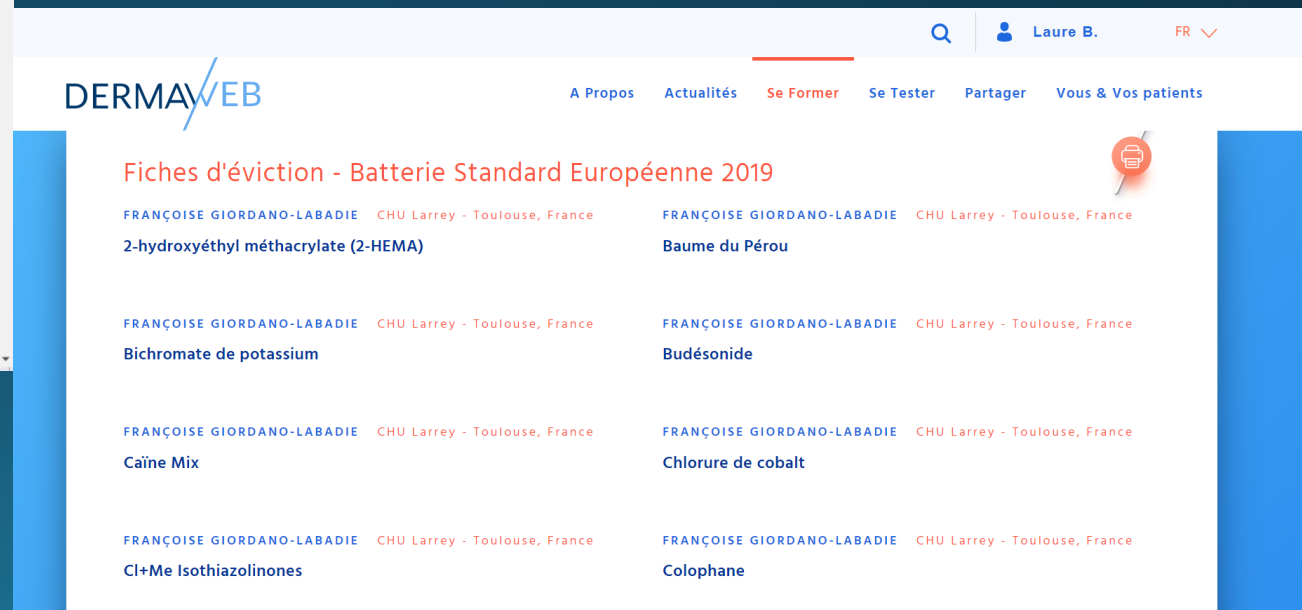 Laure B. FR
DERMAWEB
A Propos Actualités Se Former Se Tester Partager Vous & Vos patients
Fiches d'éviction - Batterie Standard Européenne 2019
FRANÇOISE GIORDANO-LABADIE CHU Larrey - Toulouse, France
2-hydroxyéthyl méthacrylate (2-HEMA)
FRANÇOISE GIORDANO-LABADIE CHU Larrey - Toulouse, France
Baume du Pérou
FRANÇOISE GIORDANO-LABADIE CHU Larrey - Toulouse, France
Bichromate de potassium
FRANÇOISE GIORDANO-LABADIE CHU Larrey - Toulouse, France
Budésonide
FRANÇOISE GIORDANO-LABADIE CHU Larrey - Toulouse, France
Caïne Mix
FRANÇOISE GIORDANO-LABADIE CHU Larrey - Toulouse, France
Chlorure de cobalt
FRANÇOISE GIORDANO-LABADIE CHU Larrey - Toulouse, France
Cl+Me Isothiazolinones
FRANÇOISE GIORDANO-LABADIE CHU Larrey - Toulouse, France
Colophane